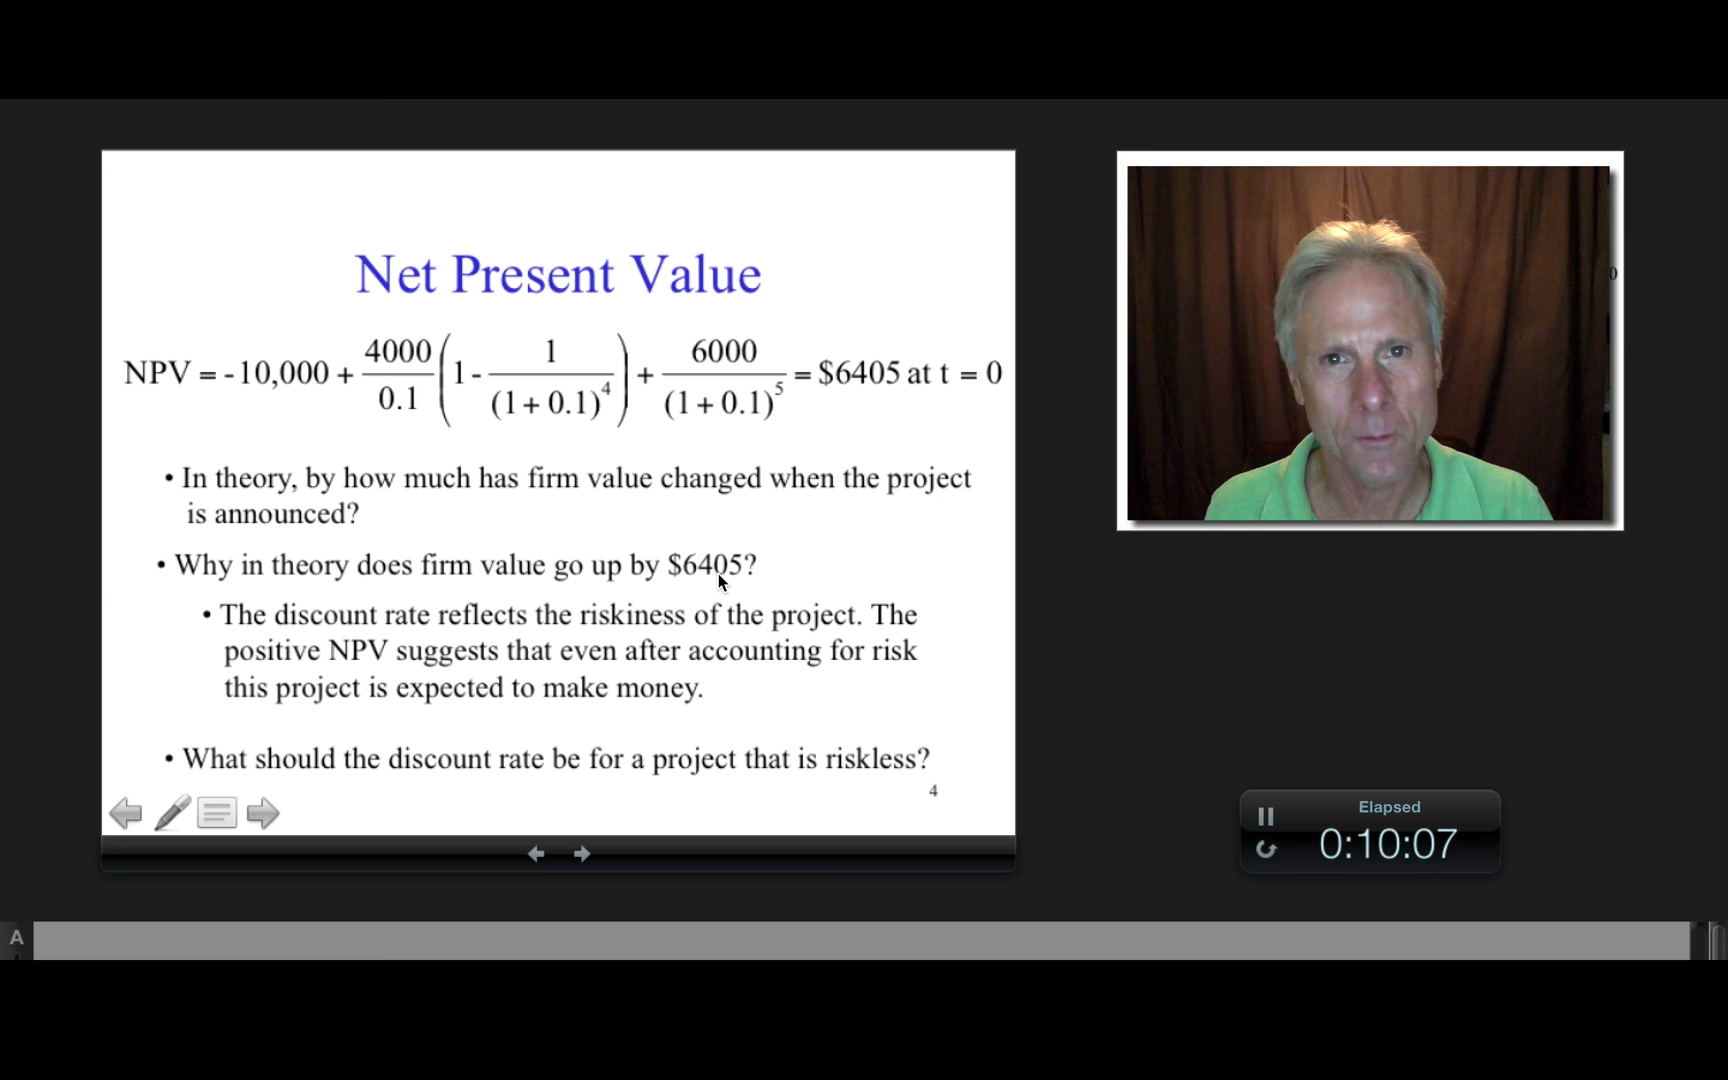 Net Present Value
NPV = -10,000 + 4000/0.1 (1 - 1/(1 + 0.1)^4) + 6000/(1 + 0.1)^5 = $6405 at t = 0
• In theory, by how much has firm value changed when the project
is announced?
• Why in theory does firm value go up by $6405?
• The discount rate reflects the riskiness of the project. The
positive NPV suggests that even after accounting for risk
this project is expected to make money.
• What should the discount rate be for a project that is riskless?
4
0
Elapsed
0:10:07
A